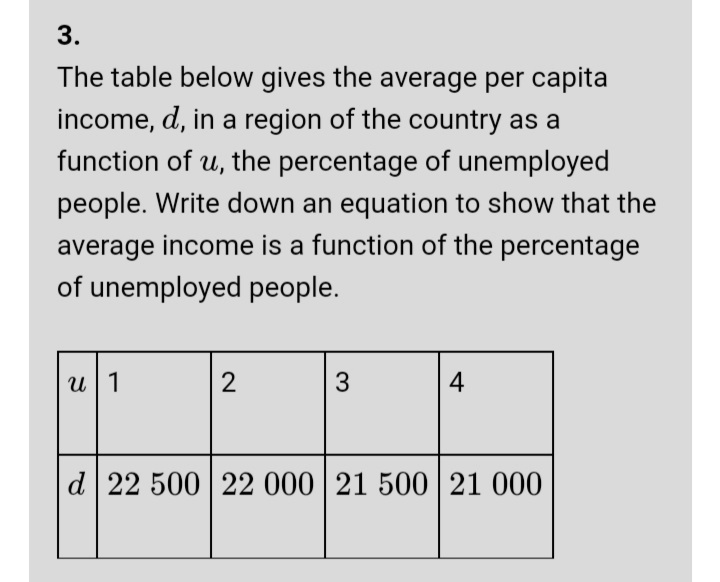 3.
The table below gives the average per capita
income, d, in a region of the country as a
function of u, the percentage of unemployed
people. Write down an equation to show that the
average income is a function of the percentage
of unemployed people.
u 1 2 3 4
d 22 500 22 000 21 500 21 000